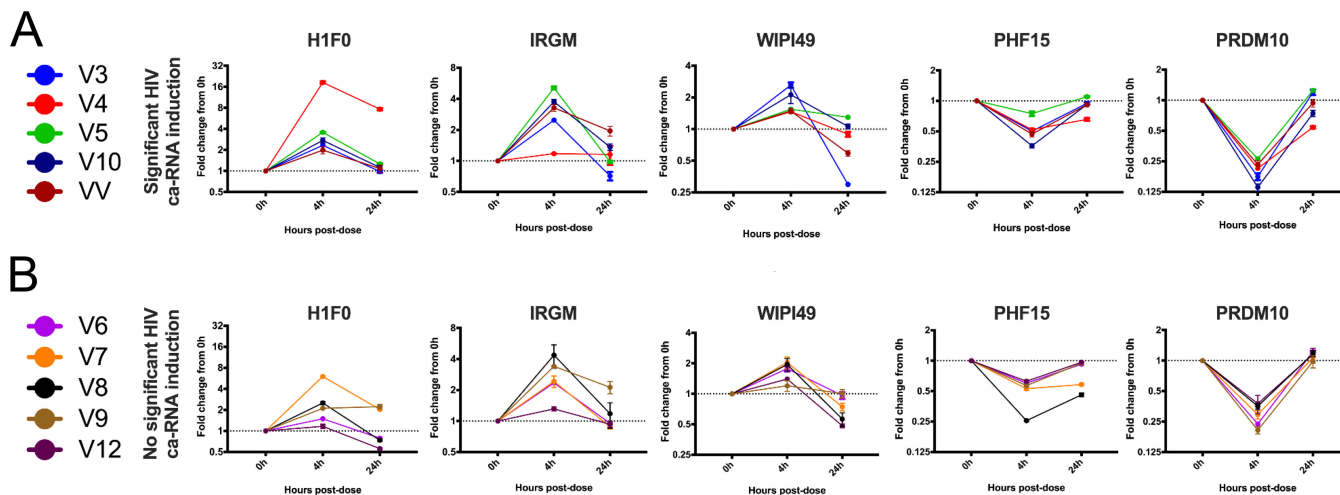 A
V3
V4
V5
V10
VV
Significant HIV
ca-RNA induction
H1F0
Fold change from 0h
32
16
8
4
2
1
0.5
0h
4h
24h
Hours post-dose
IRGM
Fold change from 0h
8
4
2
1
0.5
0h
4h
24h
Hours post-dose
WIPI49
Fold change from 0h
4
2
1
0.5
0.25
0h
4h
24h
Hours post-dose
PHF15
Fold change from 0h
2
1
0.5
0.25
0.125
0h
4h
24h
Hours post-dose
PRDM10
Fold change from 0h
2
1
0.5
0.25
0.125
0h
4h
24h
Hours post-dose
B
V6
V7
V8
V9
V12
No significant HIV
ca-RNA induction
H1F0
Fold change from 0h
32
16
8
4
2
1
0.5
0h
4h
24h
Hours post-dose
IRGM
Fold change from 0h
8
4
2
1
0.5
0h
4h
24h
Hours post-dose
WIPI49
Fold change from 0h
4
2
1
0.5
0.25
0h
4h
24h
Hours post-dose
PHF15
Fold change from 0h
2
1
0.5
0.25
0.125
0h
4h
24h
Hours post-dose
PRDM10
Fold change from 0h
2
1
0.5
0.25
0.125
0h
4h
24h
Hours post-dose